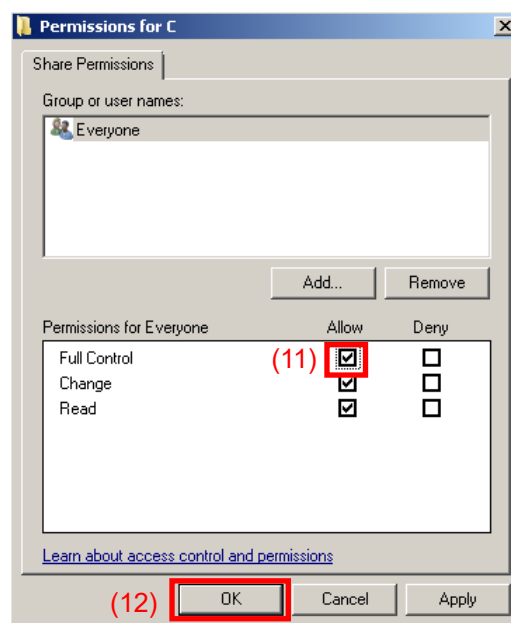 Permissions for C
Share Permissions
Group or user names:
Everyone
Add... Remove
Permissions for Everyone Allow Deny
Full Control (11)
Change
Read
Learn about access control and permissions
(12) OK Cancel Apply